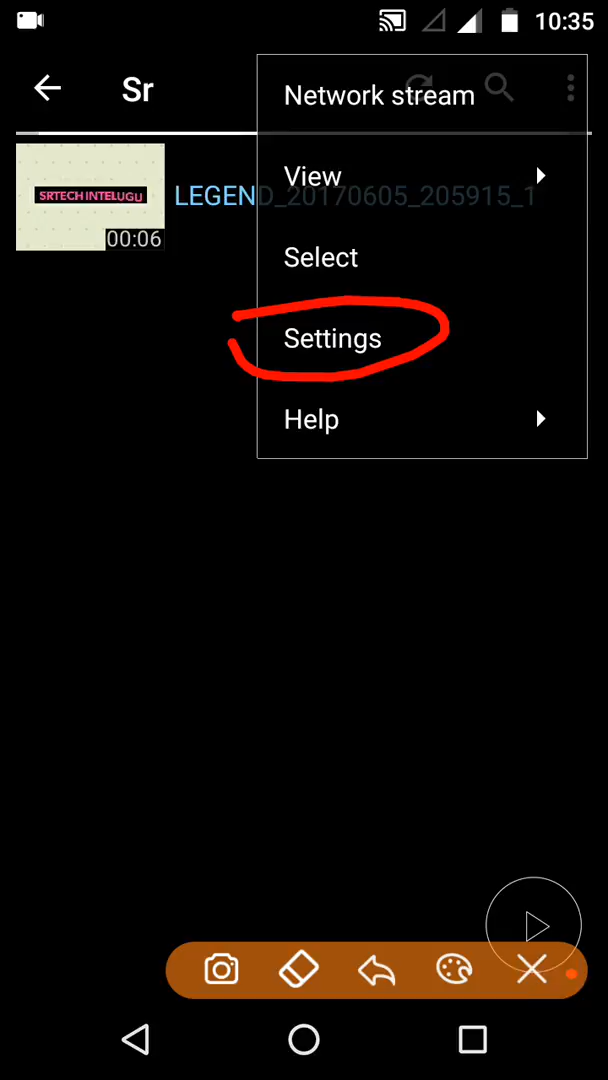 10:35
Sr
Network stream
View
SRTECH INTELUGU
00:06
LEGEND_20170605_205915_1
Select
Settings
Help